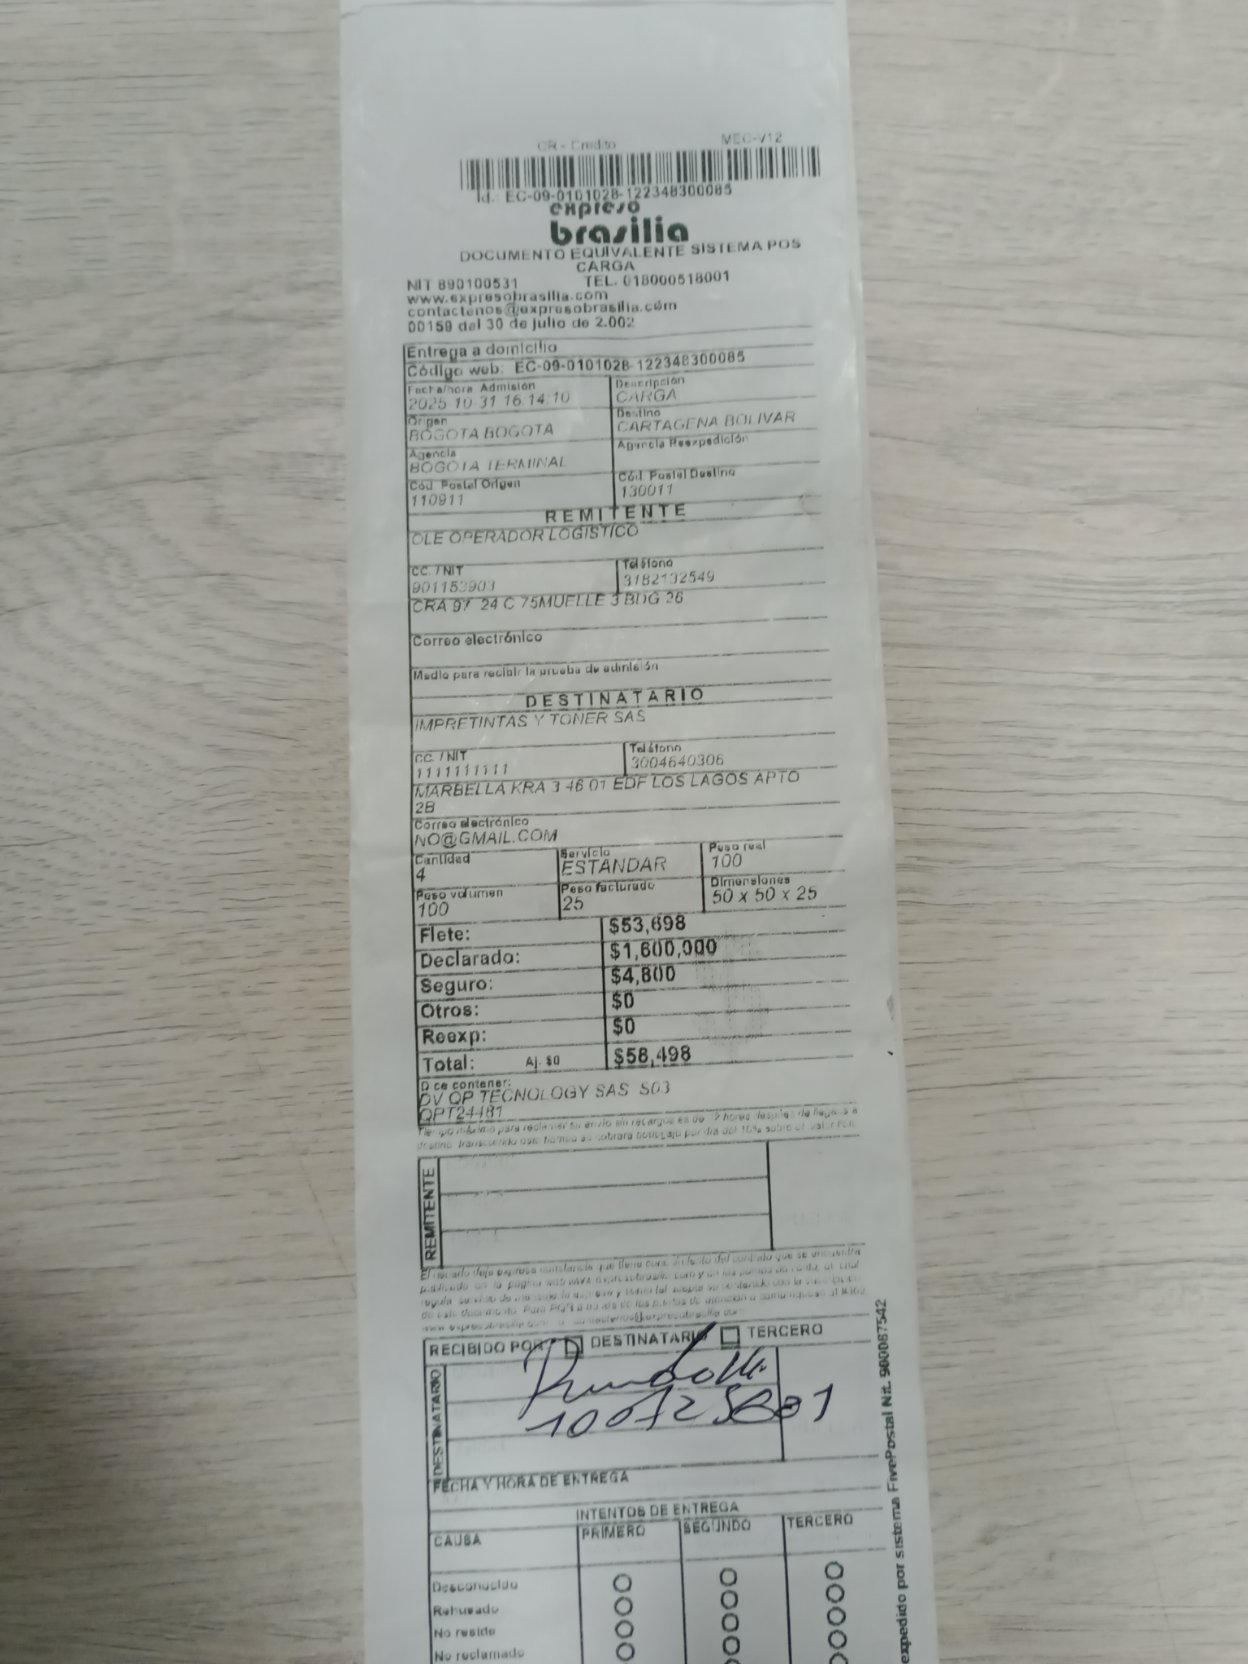 CR - Credito MEC-V12
Id.: EC-09-0101028-122348300085
expreso
brasilia
DOCUMENTO EQUIVALENTE SISTEMA POS
CARGA
NIT 890100531 TEL. 018000518001
www.expresobrasilia.com
contactenos@expresobrasilia.com
00159 del 30 de julio de 2.002
Entrega a domicilio
Código web: EC-09-0101028-122348300085
Fecha/hora Admisión Descripción
2025 10 31 16:14:10 CARGA
Origen Destino
BOGOTA BOGOTA CARTAGENA BOLIVAR
Agencia Agencia Reexpedición
BOGOTA TERMINAL
Cód. Postal Origen Cód. Postal Destino
110911 130011
REMITENTE
OLE OPERADOR LOGISTICO
CC. / NIT Teléfono
901153903 3182132549
CRA 97 24 C 75MUELLE 3 BDG 26
Correo electrónico
Medio para recibir la prueba de admisión
DESTINATARIO
IMPRETINTAS Y TONER SAS
CC. / NIT Teléfono
1111111111 3004640306
MARBELLA KRA 3 46 01 EDF LOS LAGOS APTO
2B
Correo electrónico
NO@GMAIL.COM
Cantidad Servicio Peso real
4 ESTANDAR 100
Peso volumen Peso facturado Dimensiones
100 25 50 x 50 x 25
Flete: $53,698
Declarado: $1,600,000
Seguro: $4,800
Otros: $0
Reexp: $0
Total: Aj. $0 $58,498
Dice contener:
DV QP TECNOLOGY SAS S03
QPT24481
REMITENTE
RECIBIDO POR: DESTINATARIO TERCERO
DESTINATARIO
FECHA Y HORA DE ENTREGA
INTENTOS DE ENTREGA
CAUSA PRIMERO SEGUNDO TERCERO
Desconocido
Rehusado
No reside
No reclamado
expedido por sistema FivePostal Nit. 900087542